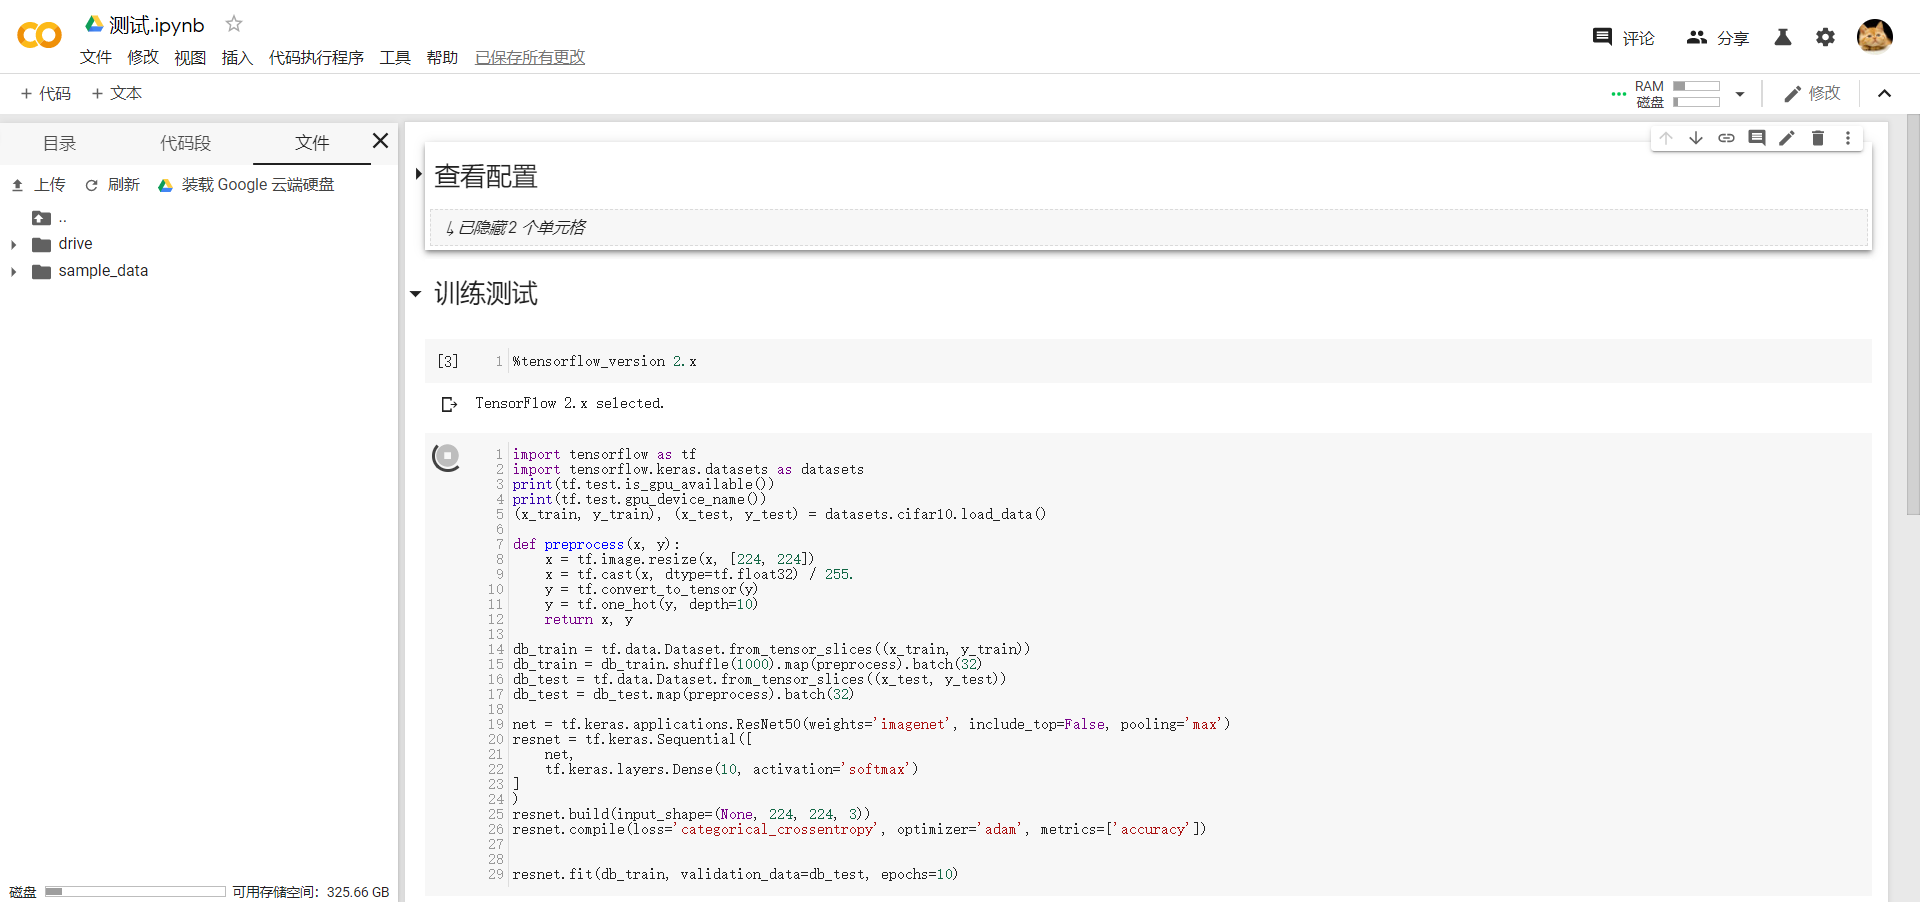 测试.ipynb
文件 修改 视图 插入 代码执行程序 工具 帮助 已保存所有更改
评论 分享
+ 代码 + 文本
RAM
磁盘
修改
目录 代码段 文件
上传 刷新 装载 Google 云端硬盘
..
drive
sample_data
磁盘 可用存储空间：325.66 GB
查看配置
↳ 已隐藏 2 个单元格
训练测试
[3] 1 %tensorflow_version 2.x
TensorFlow 2.x selected.
1 import tensorflow as tf
2 import tensorflow.keras.datasets as datasets
3 print(tf.test.is_gpu_available())
4 print(tf.test.gpu_device_name())
5 (x_train, y_train), (x_test, y_test) = datasets.cifar10.load_data()
6
7 def preprocess(x, y):
8     x = tf.image.resize(x, [224, 224])
9     x = tf.cast(x, dtype=tf.float32) / 255.
10     y = tf.convert_to_tensor(y)
11     y = tf.one_hot(y, depth=10)
12     return x, y
13
14 db_train = tf.data.Dataset.from_tensor_slices((x_train, y_train))
15 db_train = db_train.shuffle(1000).map(preprocess).batch(32)
16 db_test = tf.data.Dataset.from_tensor_slices((x_test, y_test))
17 db_test = db_test.map(preprocess).batch(32)
18
19 net = tf.keras.applications.ResNet50(weights='imagenet', include_top=False, pooling='max')
20 resnet = tf.keras.Sequential([
21     net,
22     tf.keras.layers.Dense(10, activation='softmax')
23 ]
24 )
25 resnet.build(input_shape=(None, 224, 224, 3))
26 resnet.compile(loss='categorical_crossentropy', optimizer='adam', metrics=['accuracy'])
27
28
29 resnet.fit(db_train, validation_data=db_test, epochs=10)